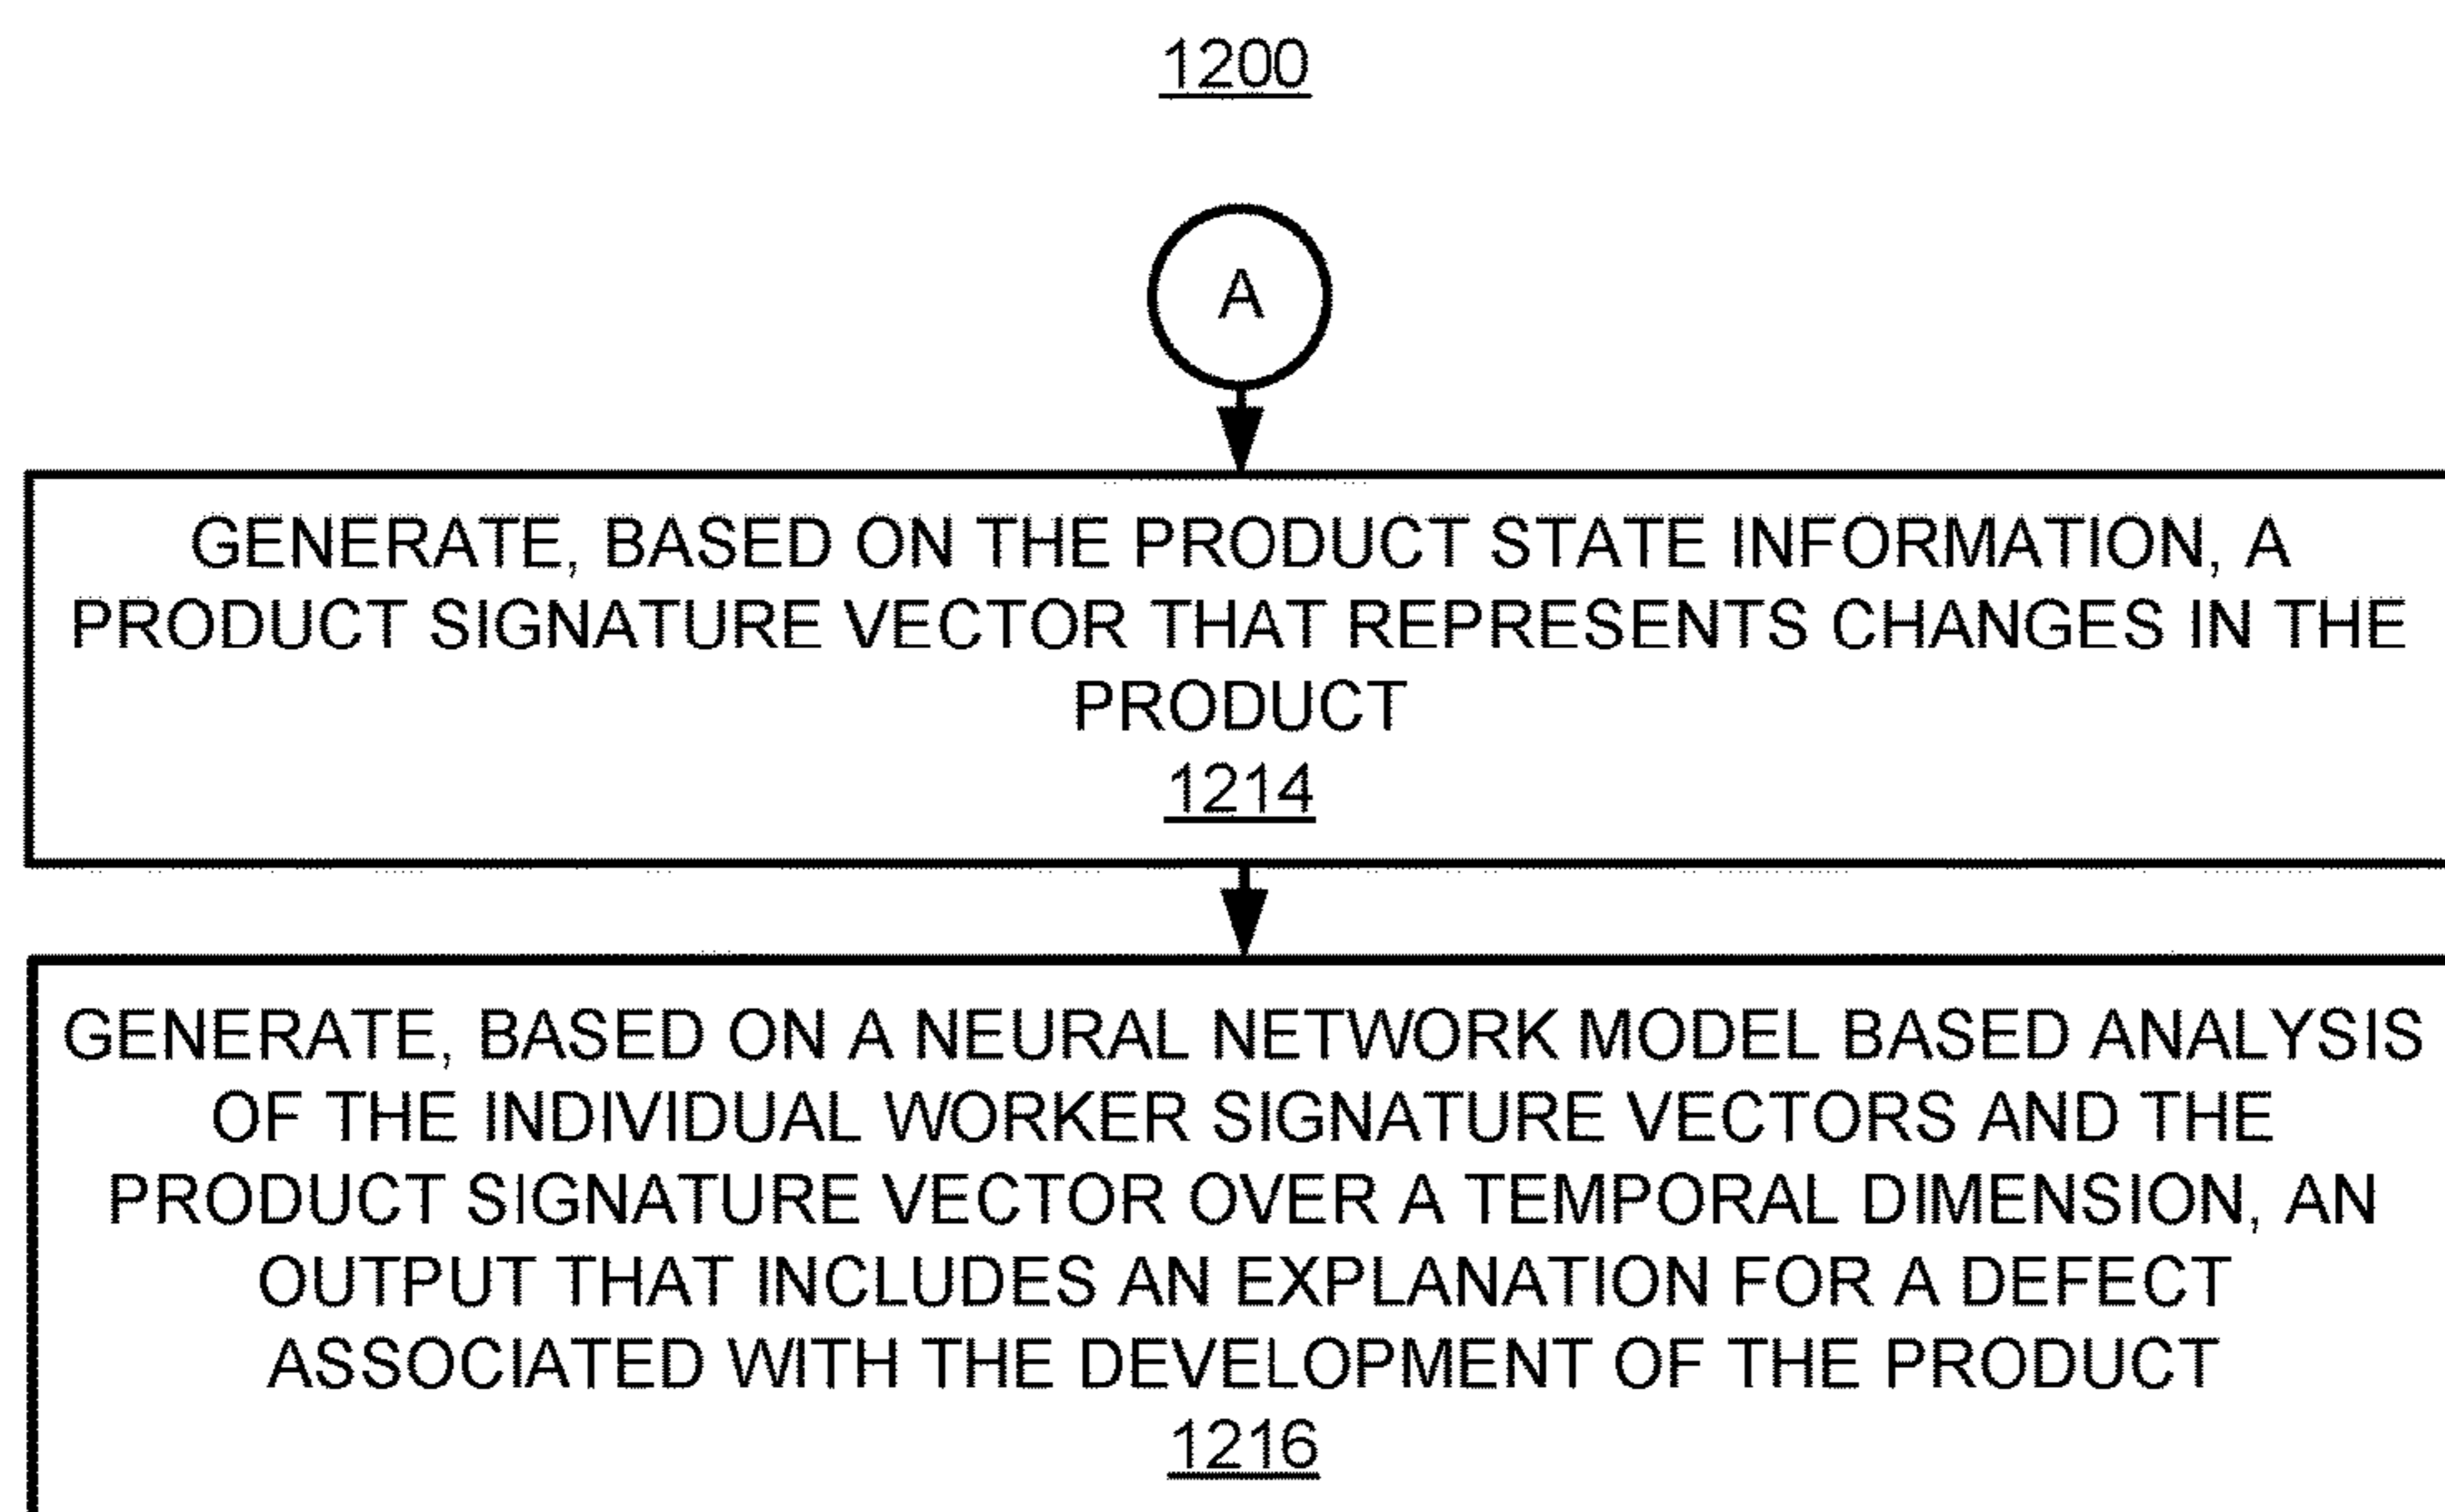 1200
A
GENERATE, BASED ON THE PRODUCT STATE INFORMATION, A
PRODUCT SIGNATURE VECTOR THAT REPRESENTS CHANGES IN THE
PRODUCT
1214
GENERATE, BASED ON A NEURAL NETWORK MODEL BASED ANALYSIS
OF THE INDIVIDUAL WORKER SIGNATURE VECTORS AND THE
PRODUCT SIGNATURE VECTOR OVER A TEMPORAL DIMENSION, AN
OUTPUT THAT INCLUDES AN EXPLANATION FOR A DEFECT
ASSOCIATED WITH THE DEVELOPMENT OF THE PRODUCT
1216